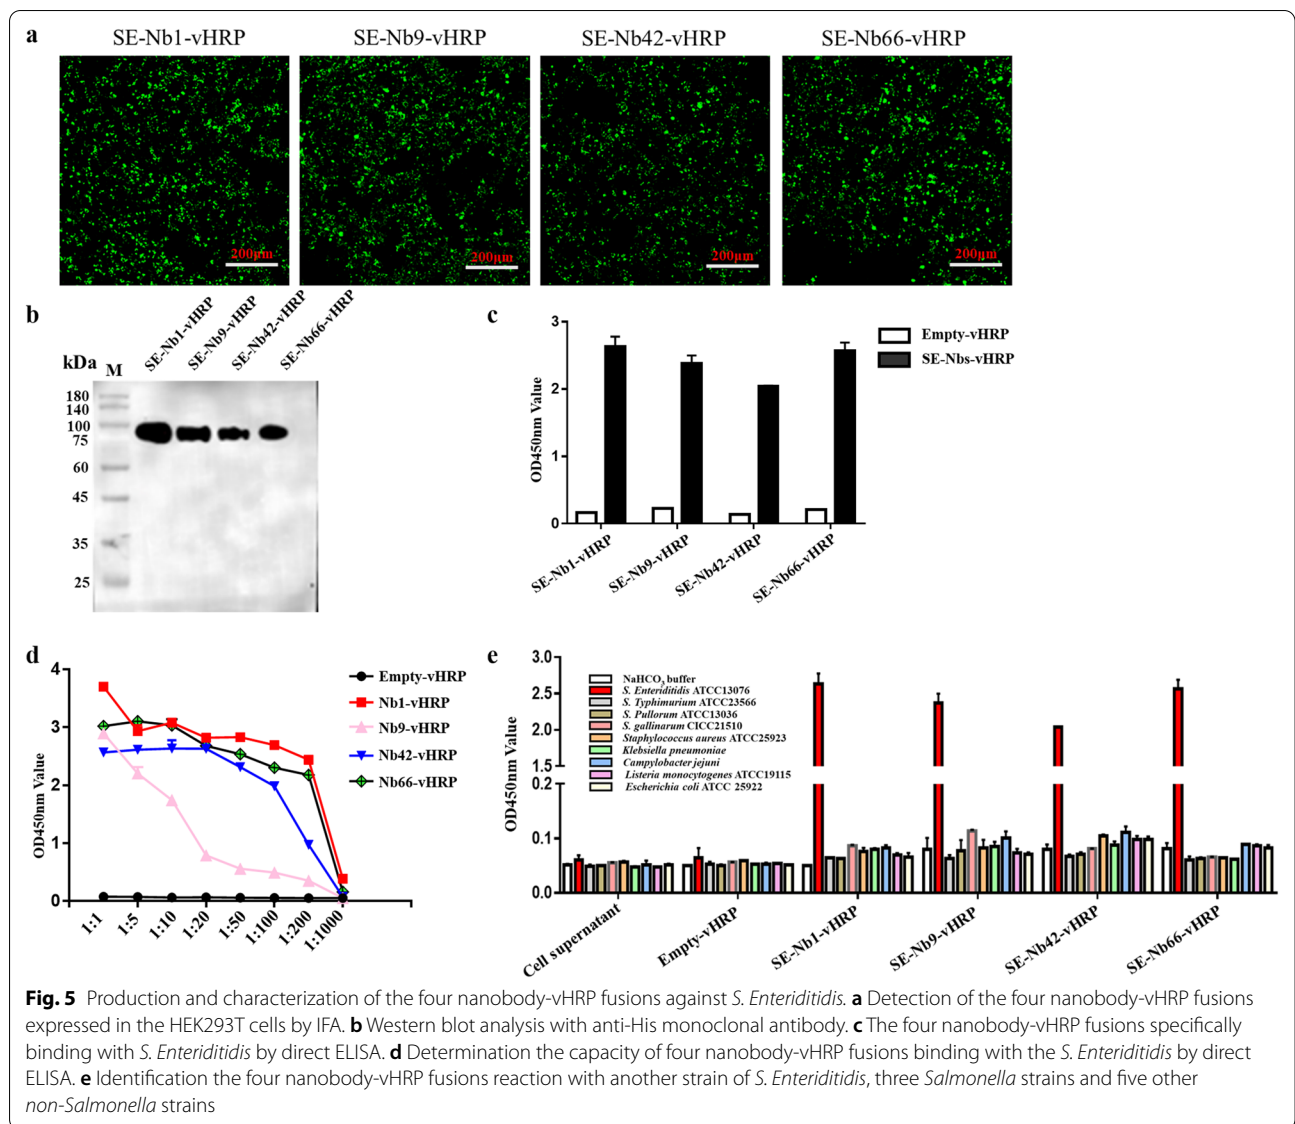 a
SE-Nb1-vHRP SE-Nb9-vHRP SE-Nb42-vHRP SE-Nb66-vHRP
200μm 200μm 200μm 200μm
b
kDa M SE-Nb1-vHRP SE-Nb9-vHRP SE-Nb42-vHRP SE-Nb66-vHRP
180
140
100
75
60
45
35
25
c
OD450nm Value
3
2
1
0
SE-Nb1-vHRP SE-Nb9-vHRP SE-Nb42-vHRP SE-Nb66-vHRP
Empty-vHRP
SE-Nbs-vHRP
d
OD450nm Value
4
3
2
1
0
1:1 1:5 1:10 1:20 1:50 1:100 1:200 1:1000
Empty-vHRP
Nb1-vHRP
Nb9-vHRP
Nb42-vHRP
Nb66-vHRP
e
OD450nm Value
3.0
2.5
2.0
1.5
0.2
0.1
0.0
NaHCO3 buffer
S. Enteriditidis ATCC13076
S. Typhimurium ATCC23566
S. Pullorum ATCC13036
S. gallinarum CICC21510
Staphylococcus aureus ATCC25923
Klebsiella pneumoniae
Campylobacter jejuni
Listeria monocytogenes ATCC19115
Escherichia coli ATCC 25922
Cell supernatant Empty-vHRP SE-Nb1-vHRP SE-Nb9-vHRP SE-Nb42-vHRP SE-Nb66-vHRP
Fig. 5 Production and characterization of the four nanobody-vHRP fusions against S. Enteriditidis. a Detection of the four nanobody-vHRP fusions
expressed in the HEK293T cells by IFA. b Western blot analysis with anti-His monoclonal antibody. c The four nanobody-vHRP fusions specifically
binding with S. Enteriditidis by direct ELISA. d Determination the capacity of four nanobody-vHRP fusions binding with the S. Enteriditidis by direct
ELISA. e Identification the four nanobody-vHRP fusions reaction with another strain of S. Enteriditidis, three Salmonella strains and five other
non-Salmonella strains